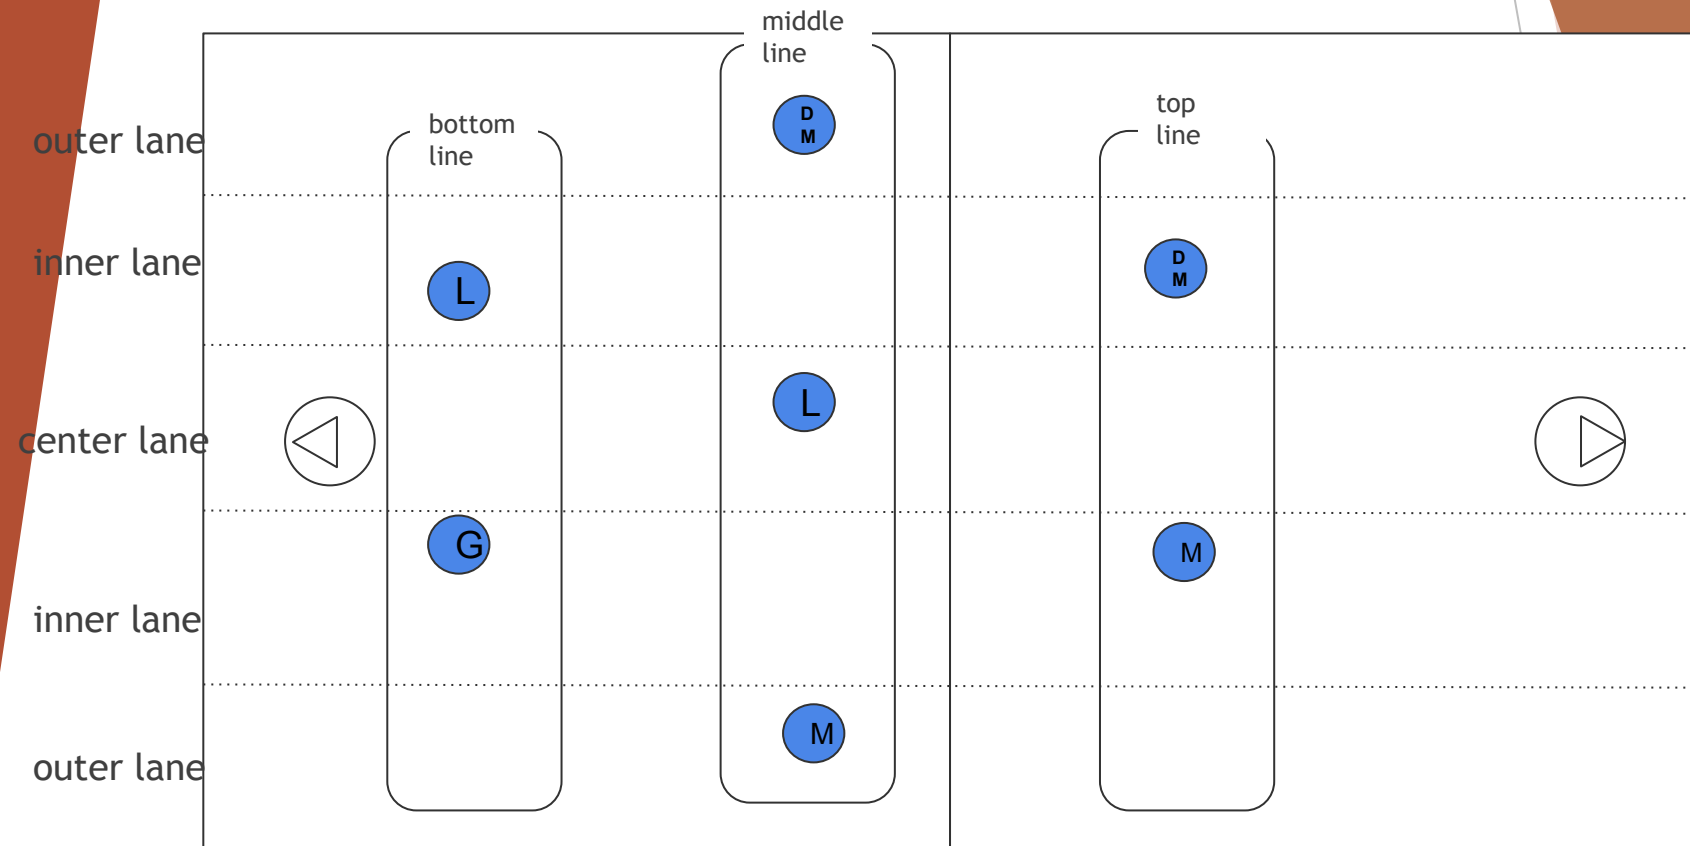 middle
line
bottom
line
top
line
outer lane
D
M
inner lane
L
D
M
center lane
L
G
M
inner lane
M
outer lane